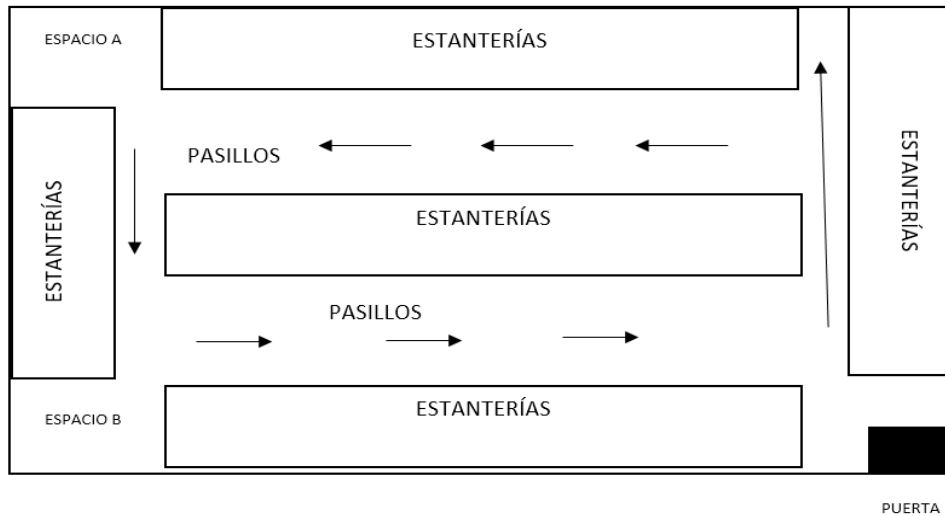 ESPACIO A
ESTANTERÍAS
PASILLOS
ESTANTERÍAS
ESTANTERÍAS
ESTANTERÍAS
PASILLOS
ESPACIO B
ESTANTERÍAS
PUERTA